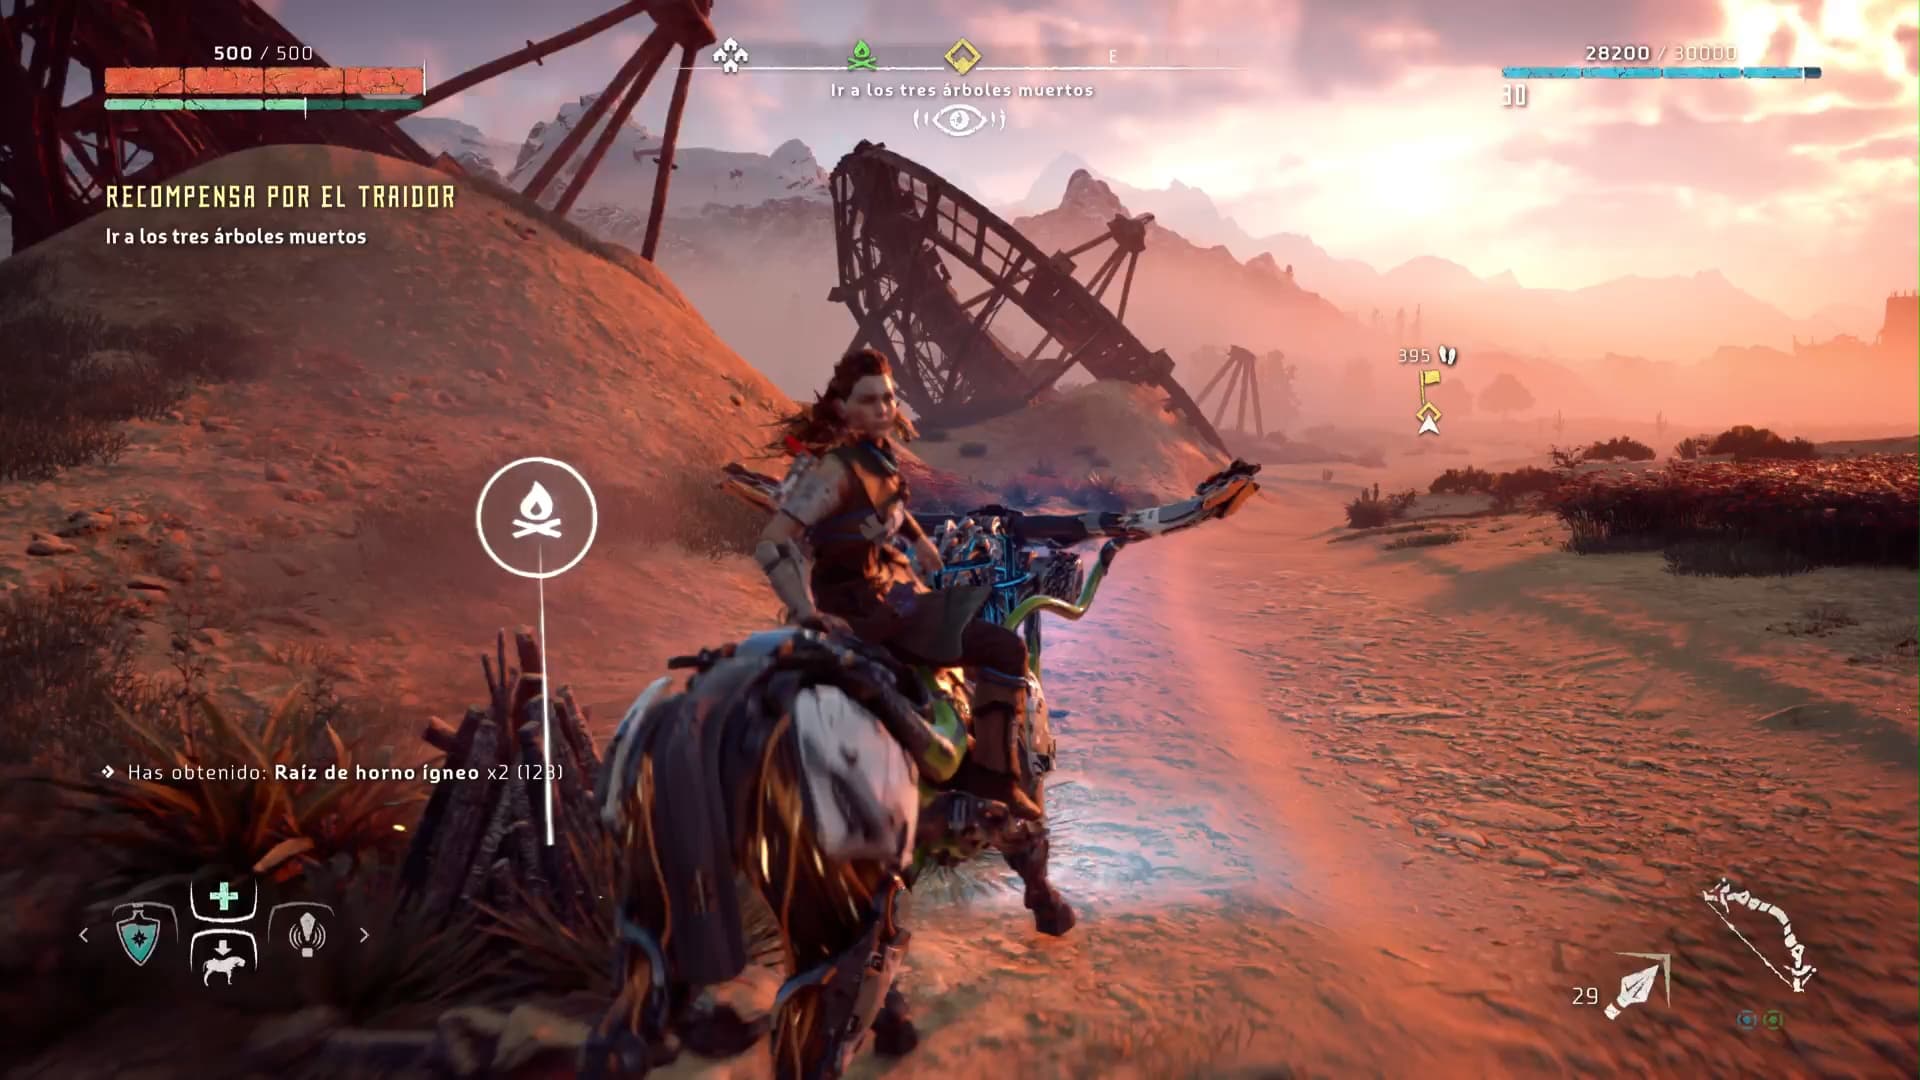 500 / 500
E
28200 / 30000
Ir a los tres árboles muertos
30
RECOMPENSA POR EL TRAIDOR
Ir a los tres árboles muertos
395
Has obtenido: Raíz de horno ígneo x2 (123)
29